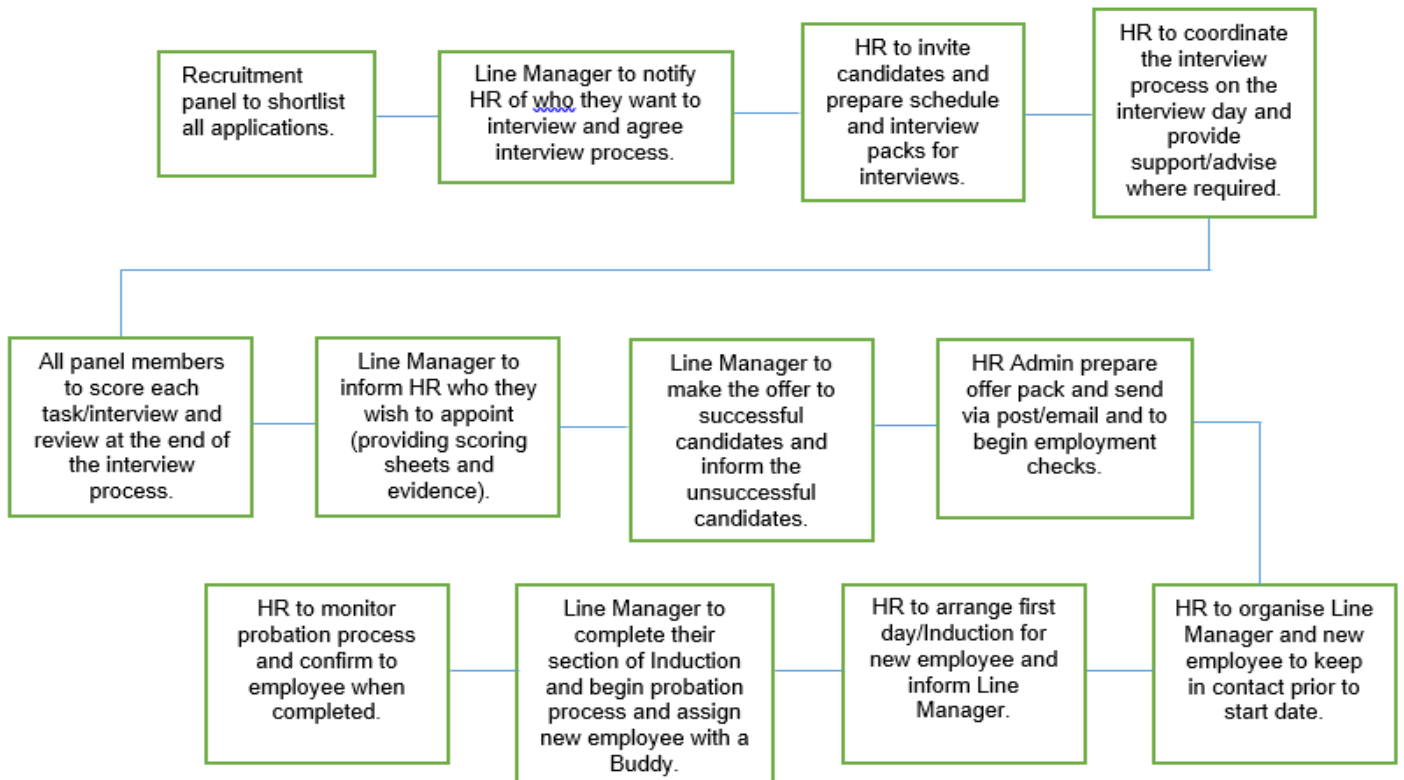 Recruitment
panel to shortlist
all applications.
Line Manager to notify
HR of who they want to
interview and agree
interview process.
HR to invite
candidates and
prepare schedule
and interview
packs for
interviews.
HR to coordinate
the interview
process on the
interview day and
provide
support/advise
where required.
All panel members
to score each
task/interview and
review at the end of
the interview
process.
Line Manager to
inform HR who they
wish to appoint
(providing scoring
sheets and
evidence).
Line Manager to
make the offer to
successful
candidates and
inform the
unsuccessful
candidates.
HR Admin prepare
offer pack and send
via post/email and to
begin employment
checks.
HR to organise Line
Manager and new
employee to keep
in contact prior to
start date.
HR to arrange first
day/Induction for
new employee and
inform Line
Manager.
Line Manager to
complete their
section of Induction
and begin probation
process and assign
new employee with a
Buddy.
HR to monitor
probation process
and confirm to
employee when
completed.